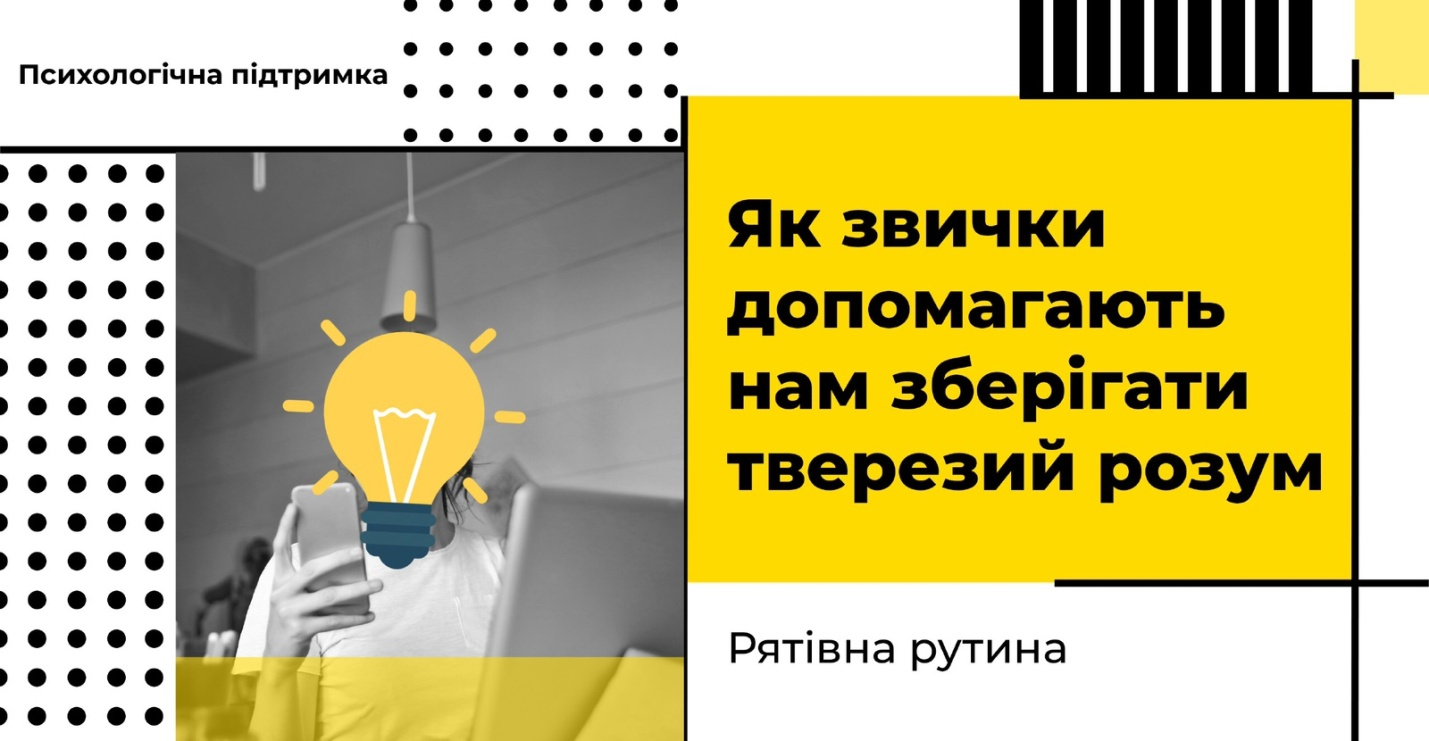 Психологічна підтримка
Як звички
допомагають
нам зберігати
тверезий розум
Рятівна рутина